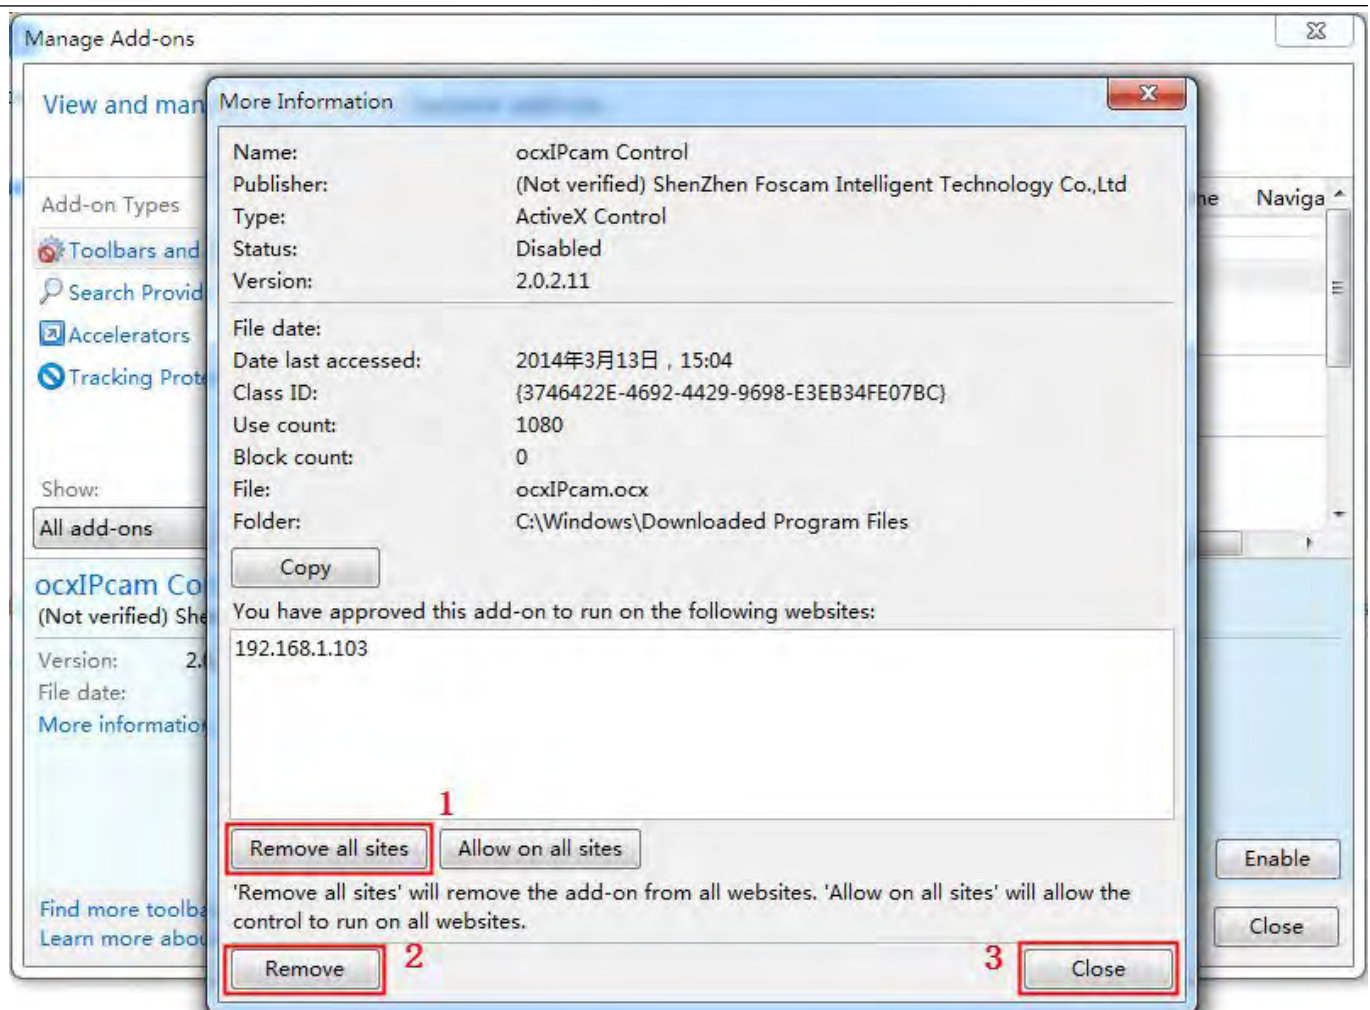 Manage Add-ons
View and man
More Information
Name: ocxIPcam Control
Publisher: (Not verified) ShenZhen Foscam Intelligent Technology Co.,Ltd
Type: ActiveX Control
Status: Disabled
Version: 2.0.2.11
File date:
Date last accessed: 2014年3月13日 , 15:04
Class ID: {3746422E-4692-4429-9698-E3EB34FE07BC}
Use count: 1080
Block count: 0
File: ocxIPcam.ocx
Folder: C:\Windows\Downloaded Program Files
Copy
You have approved this add-on to run on the following websites:
192.168.1.103
1
Remove all sites
Allow on all sites
'Remove all sites' will remove the add-on from all websites. 'Allow on all sites' will allow the
control to run on all websites.
Remove
2
3
Close
Add-on Types
Toolbars and
Search Provid
Accelerators
Tracking Prote
Show:
All add-ons
ocxIPcam Co
(Not verified) She
Version: 2.0
File date:
More information
Find more toolba
Learn more abou
ne
Naviga
Enable
Close